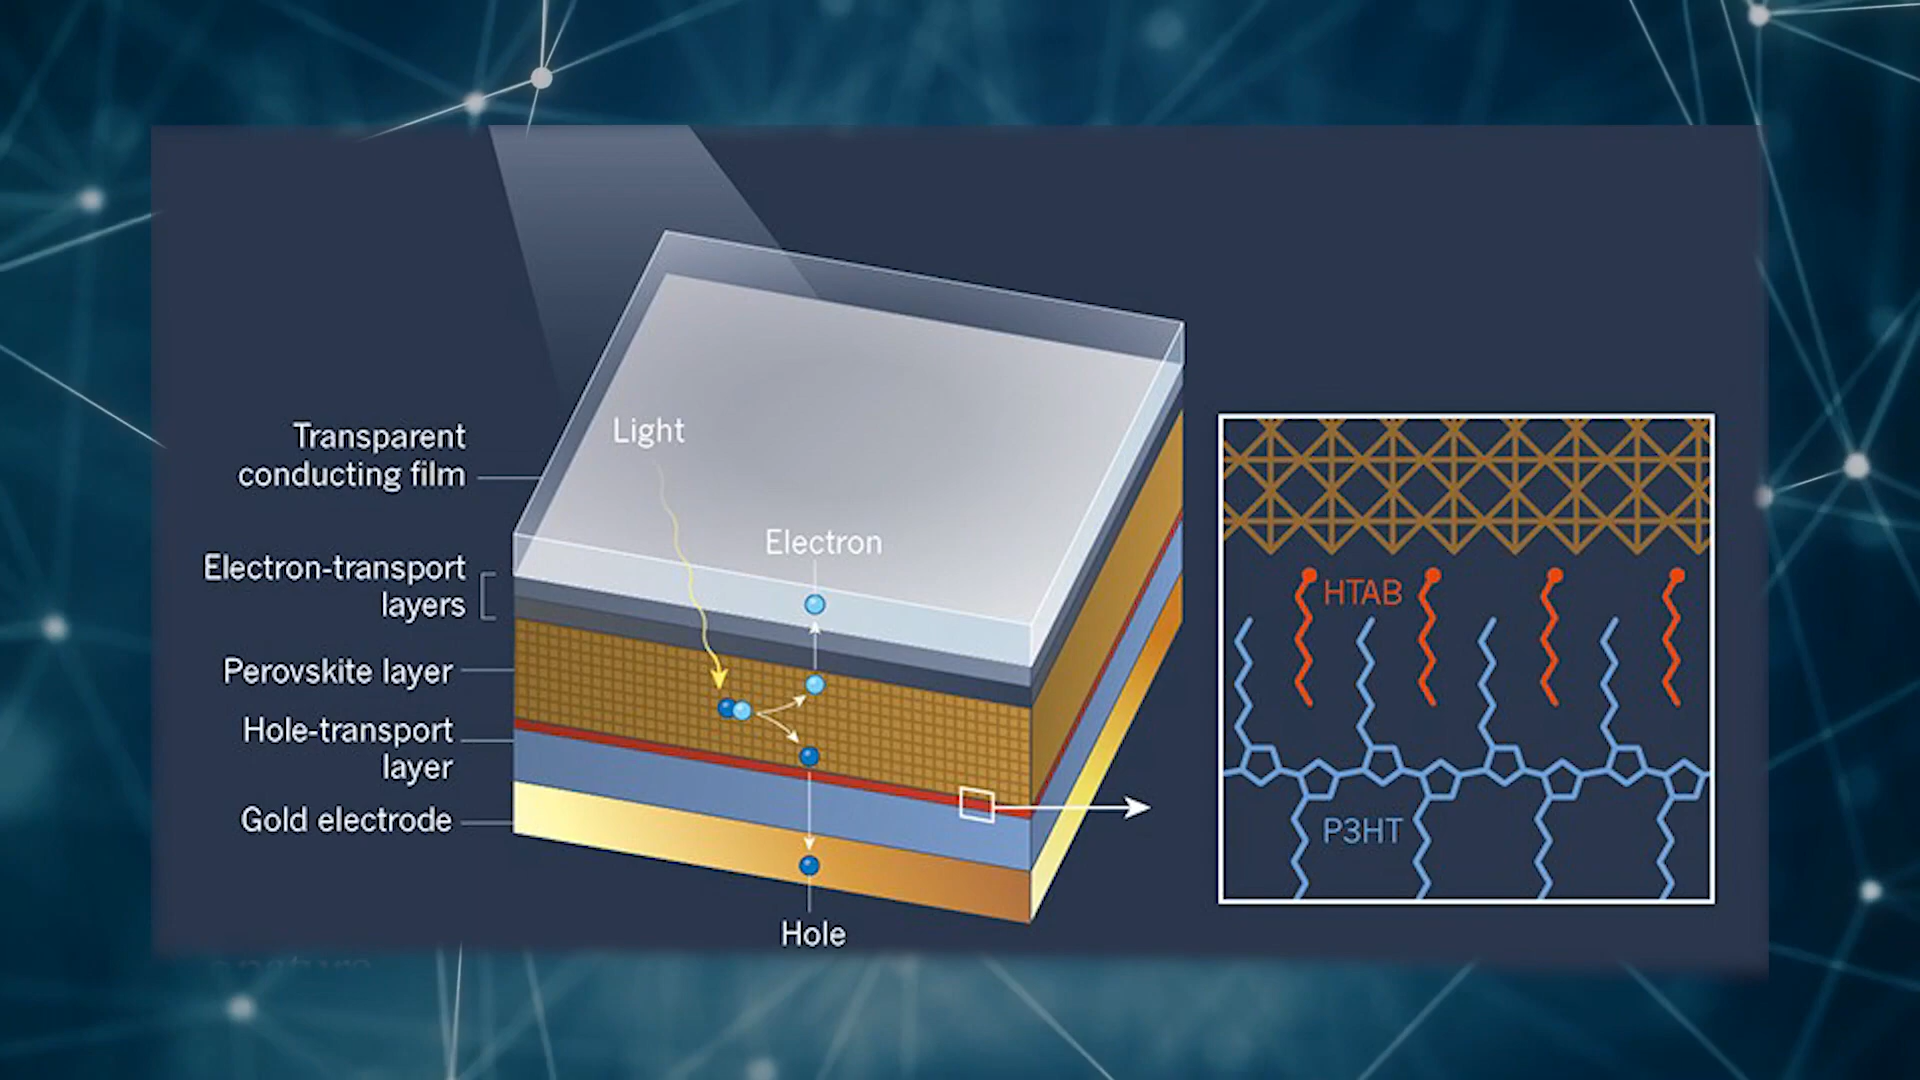 Transparent
conducting film
Light
Electron
Electron-transport
layers
Perovskite layer
Hole-transport
layer
Gold electrode
Hole
HTAB
P3HT